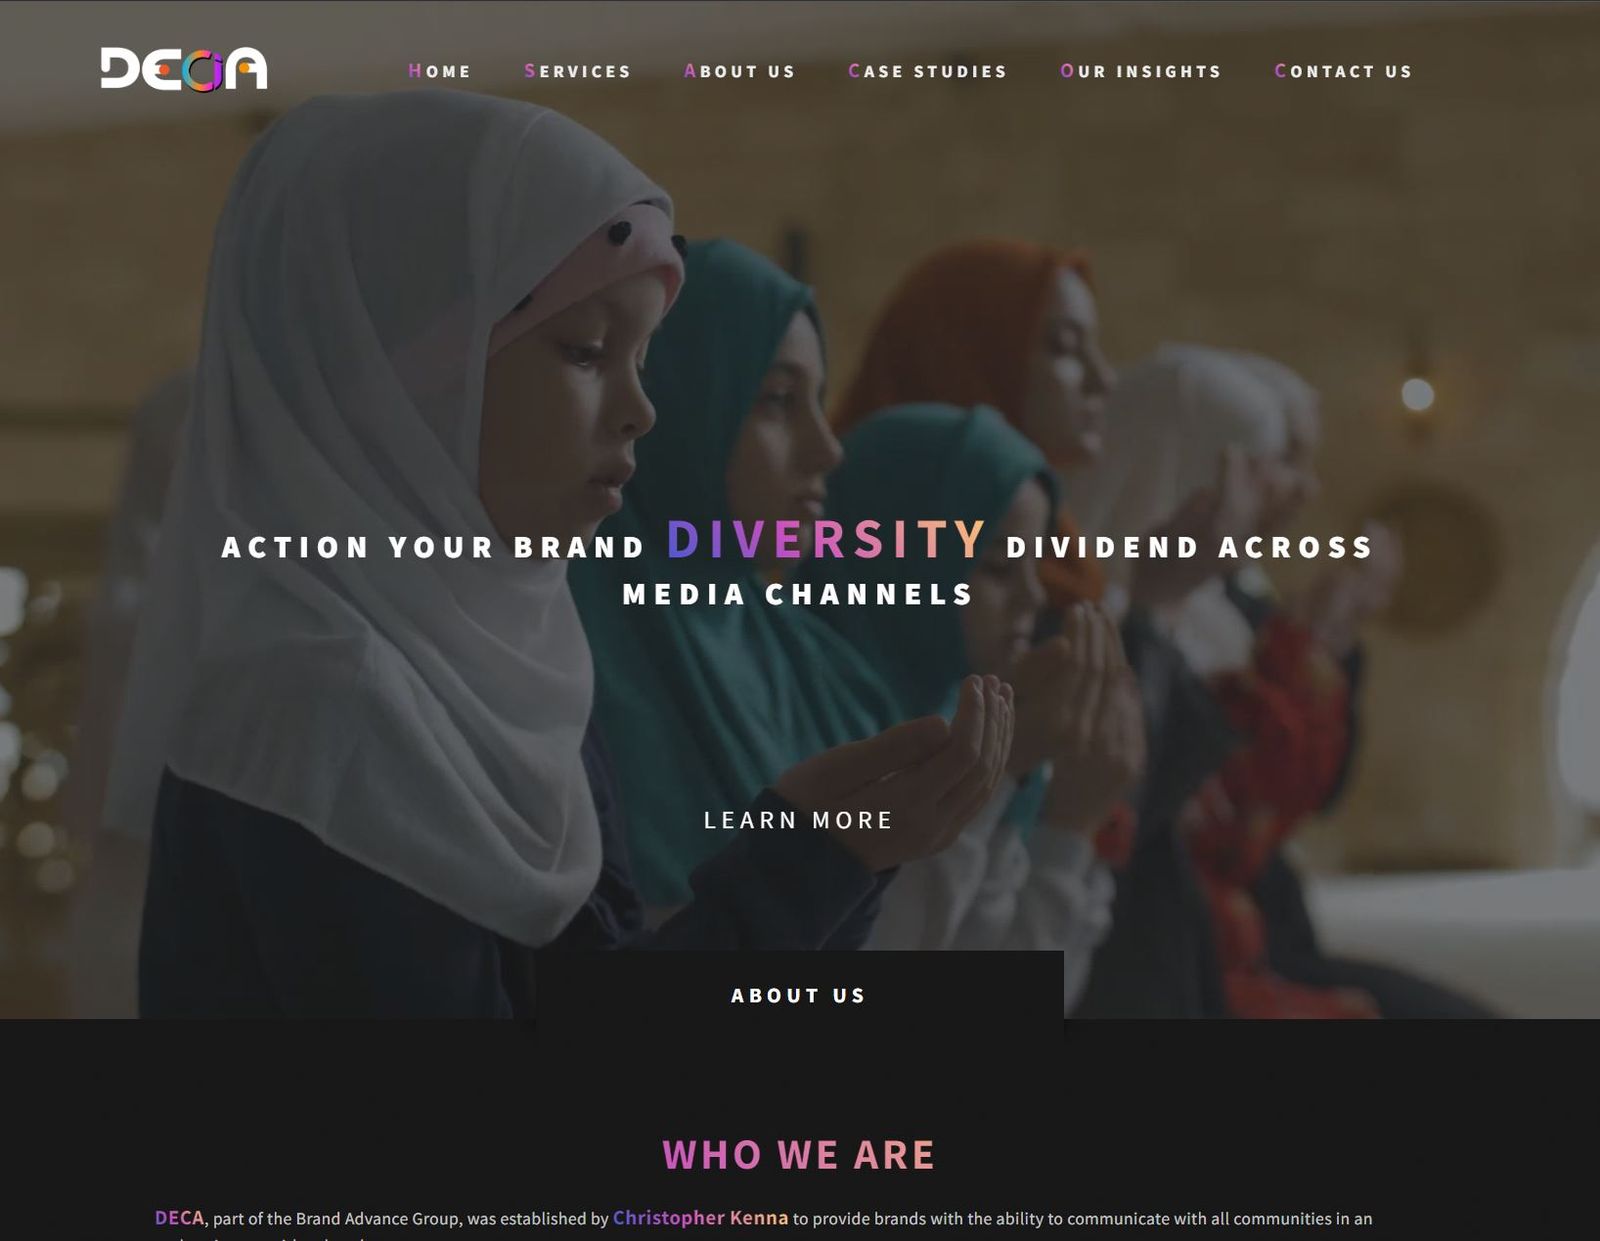 DECA
HOME SERVICES ABOUT US CASE STUDIES OUR INSIGHTS CONTACT US
ACTION YOUR BRAND DIVERSITY DIVIDEND ACROSS
MEDIA CHANNELS
LEARN MORE
ABOUT US
WHO WE ARE
DECA, part of the Brand Advance Group, was established by Christopher Kenna to provide brands with the ability to communicate with all communities in an